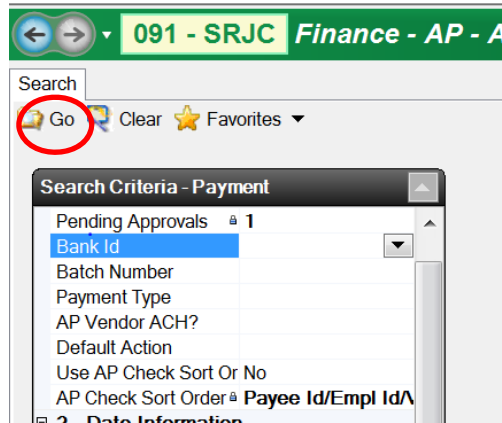 091 - SRJC Finance - AP - A
Search
Go Clear Favorites
Search Criteria - Payment
Pending Approvals 1
Bank Id
Batch Number
Payment Type
AP Vendor ACH?
Default Action
Use AP Check Sort Or No
AP Check Sort Order Payee Id/Empl Id/V
2 - Date Information